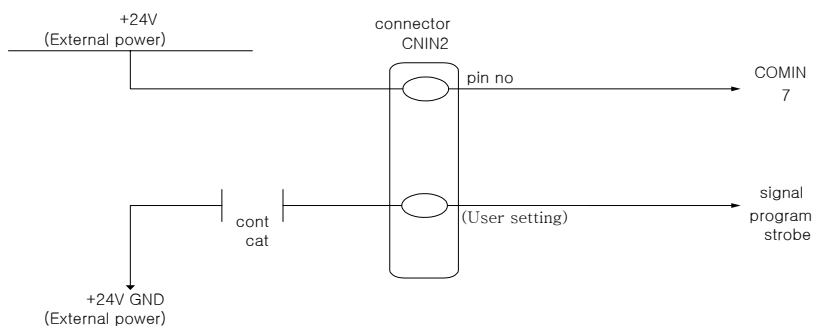 +24V
(External power)
connector
CNIN2
pin no
COMIN
7
cont
cat
(User setting)
signal
program
strobe
+24V GND
(External power)